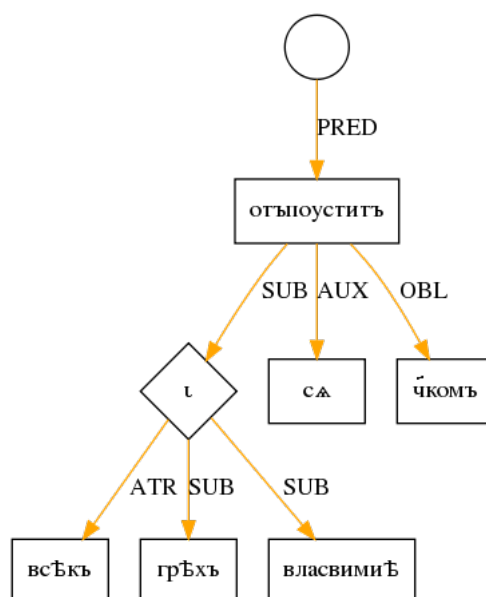 PRED
отъпоуститъ
SUB AUX OBL
ι сѧ ч҃комъ
ATR SUB SUB
всѣкъ грѣхъ власвимиѣ